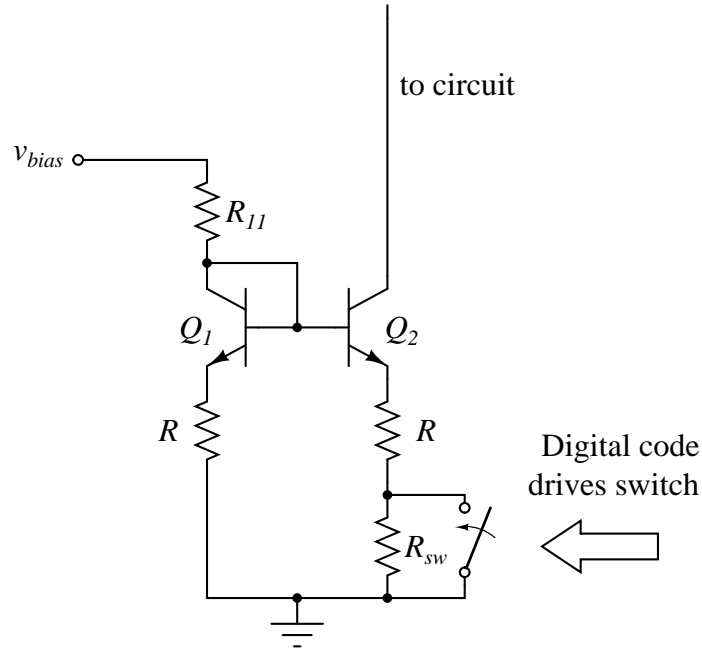 to circuit
v_bias
R_11
Q_1
Q_2
R
R
Digital code
drives switch
R_sw